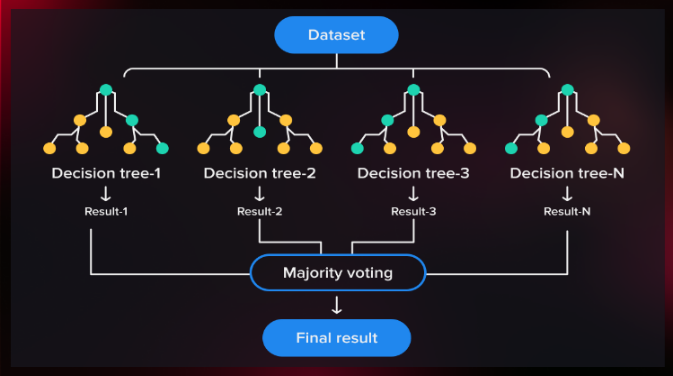 Dataset
Decision tree-1
Decision tree-2
Decision tree-3
Decision tree-N
Result-1
Result-2
Result-3
Result-N
Majority voting
Final result